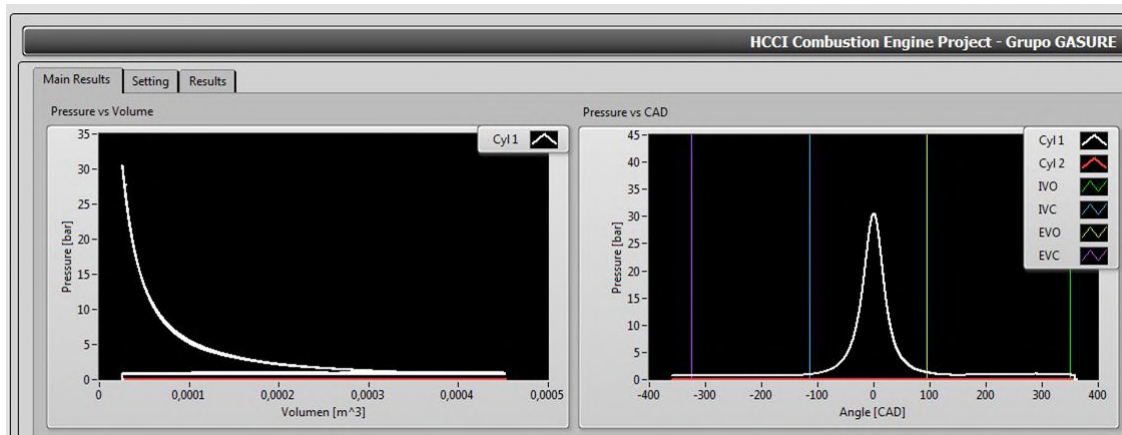 HCCI Combustion Engine Project - Grupo GASURE
Main Results Setting Results
Pressure vs Volume
Cyl 1
Pressure [bar]
35
30
25
20
15
10
5
0
0 0,0001 0,0002 0,0003 0,0004 0,0005
Volumen [m^3]
Pressure vs CAD
Cyl 1
Cyl 2
IVO
IVC
EVO
EVC
Pressure [bar]
45
40
35
30
25
20
15
10
5
0
-400 -300 -200 -100 0 100 200 300 400
Angle [CAD]